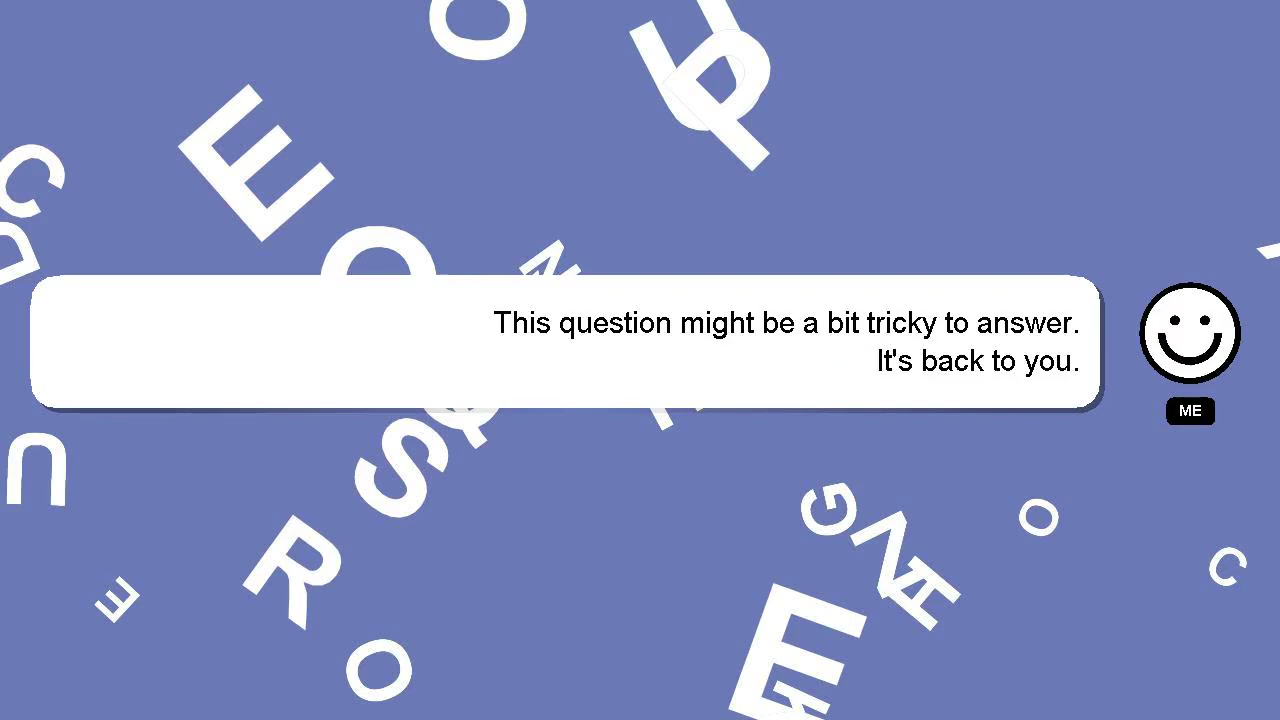 This question might be a bit tricky to answer.
It's back to you.
ME